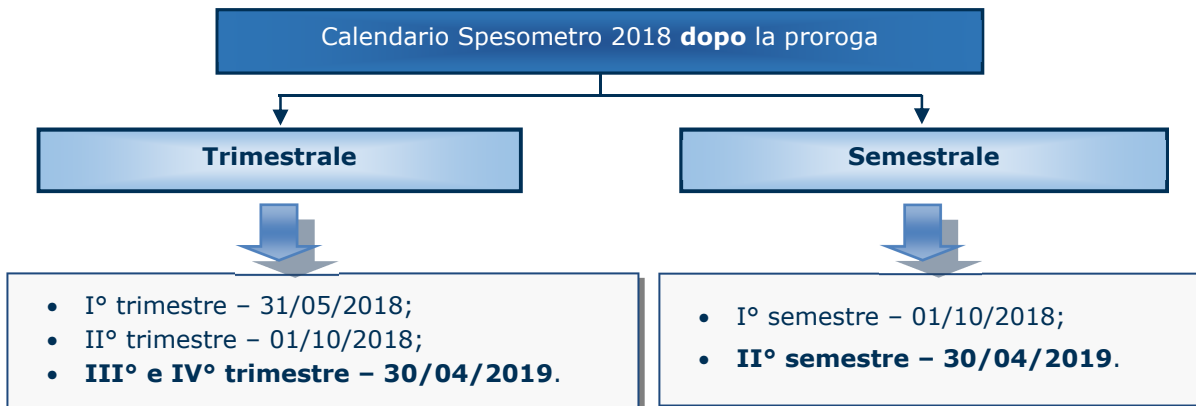 Calendario Spesometro 2018 dopo la proroga
Trimestrale
Semestrale
• I° trimestre – 31/05/2018;
• II° trimestre – 01/10/2018;
• III° e IV° trimestre – 30/04/2019.
• I° semestre – 01/10/2018;
• II° semestre – 30/04/2019.